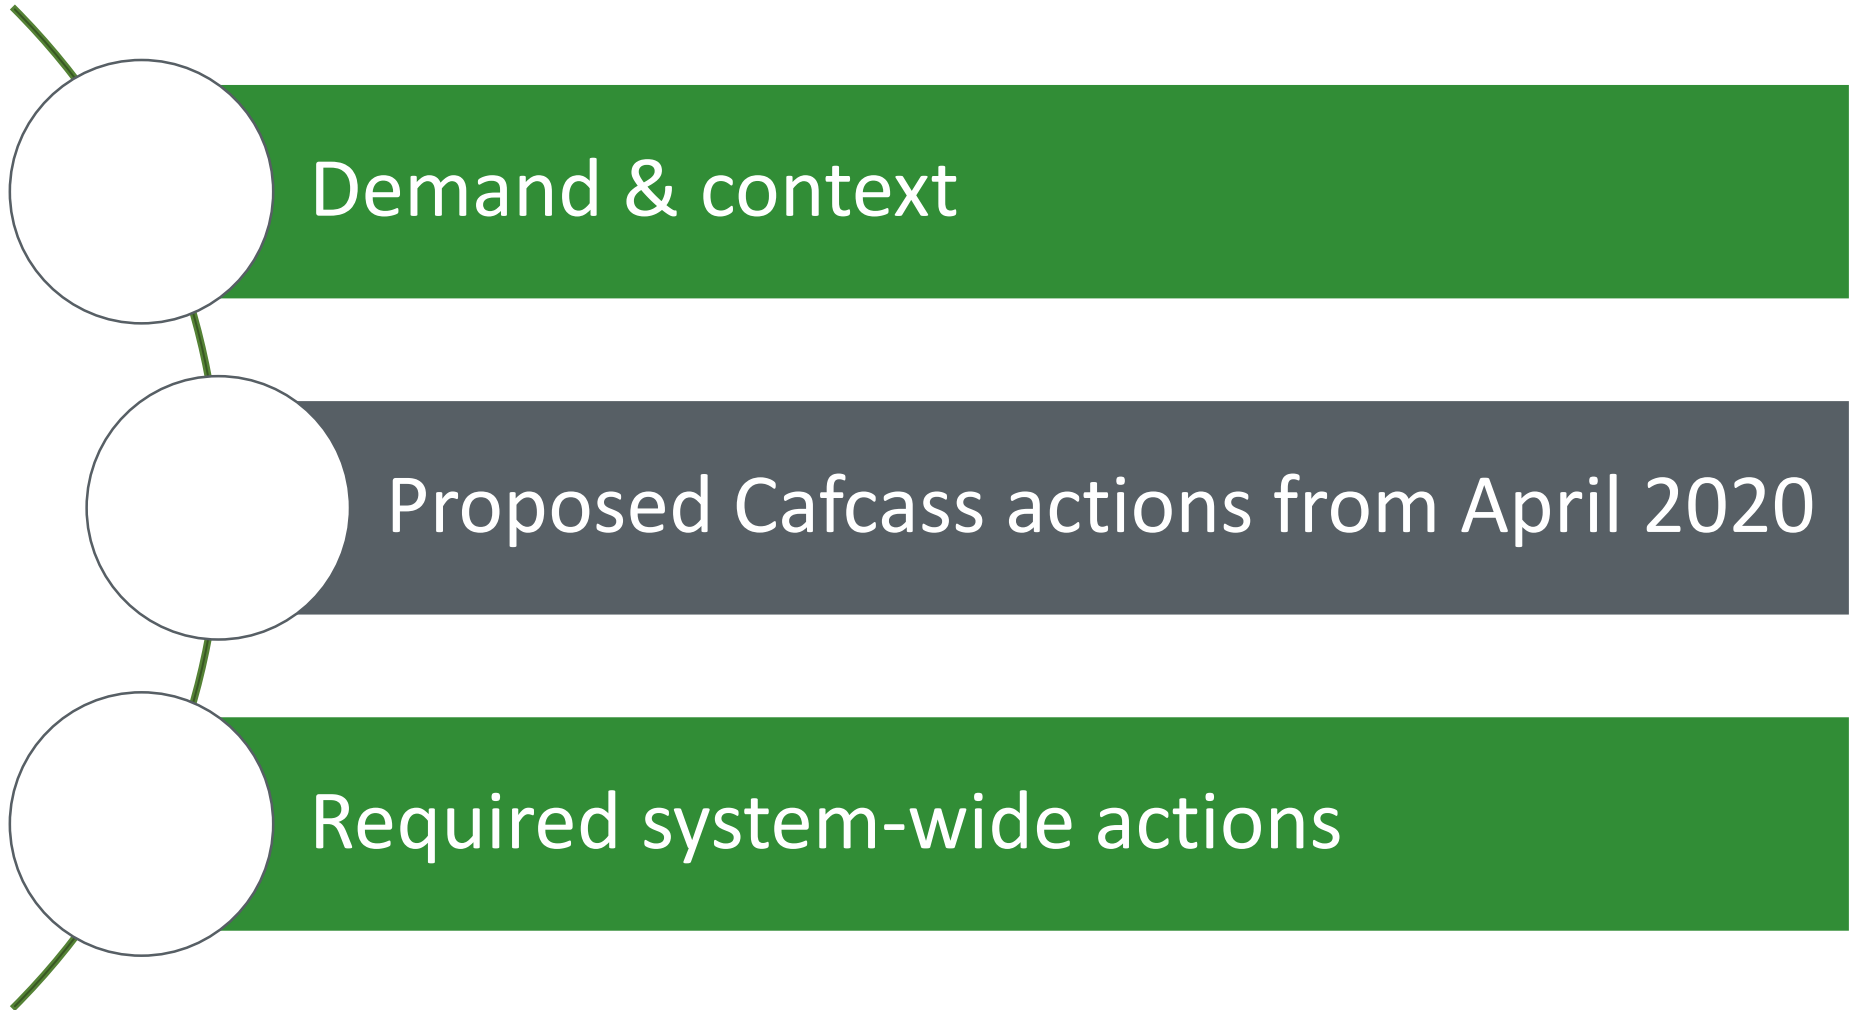 Demand & context
Proposed Cafcass actions from April 2020
Required system-wide actions